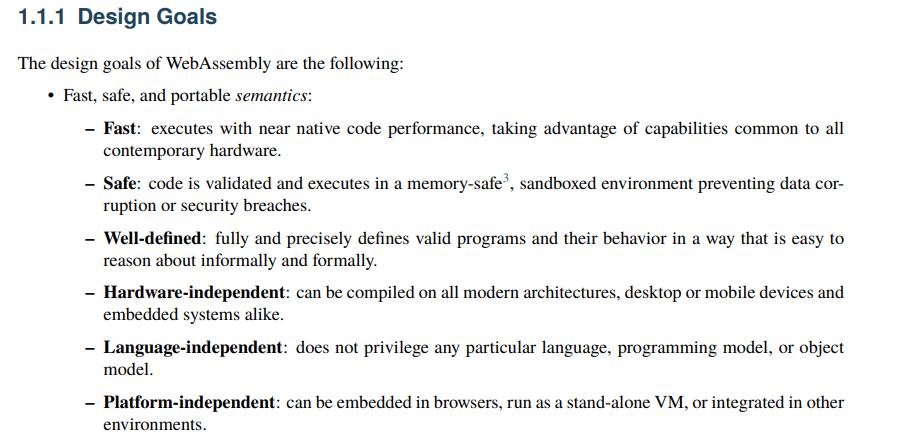 1.1.1 Design Goals
The design goals of WebAssembly are the following:
• Fast, safe, and portable semantics:
– Fast: executes with near native code performance, taking advantage of capabilities common to all
contemporary hardware.
– Safe: code is validated and executes in a memory-safe³, sandboxed environment preventing data cor-
ruption or security breaches.
– Well-defined: fully and precisely defines valid programs and their behavior in a way that is easy to
reason about informally and formally.
– Hardware-independent: can be compiled on all modern architectures, desktop or mobile devices and
embedded systems alike.
– Language-independent: does not privilege any particular language, programming model, or object
model.
– Platform-independent: can be embedded in browsers, run as a stand-alone VM, or integrated in other
environments.